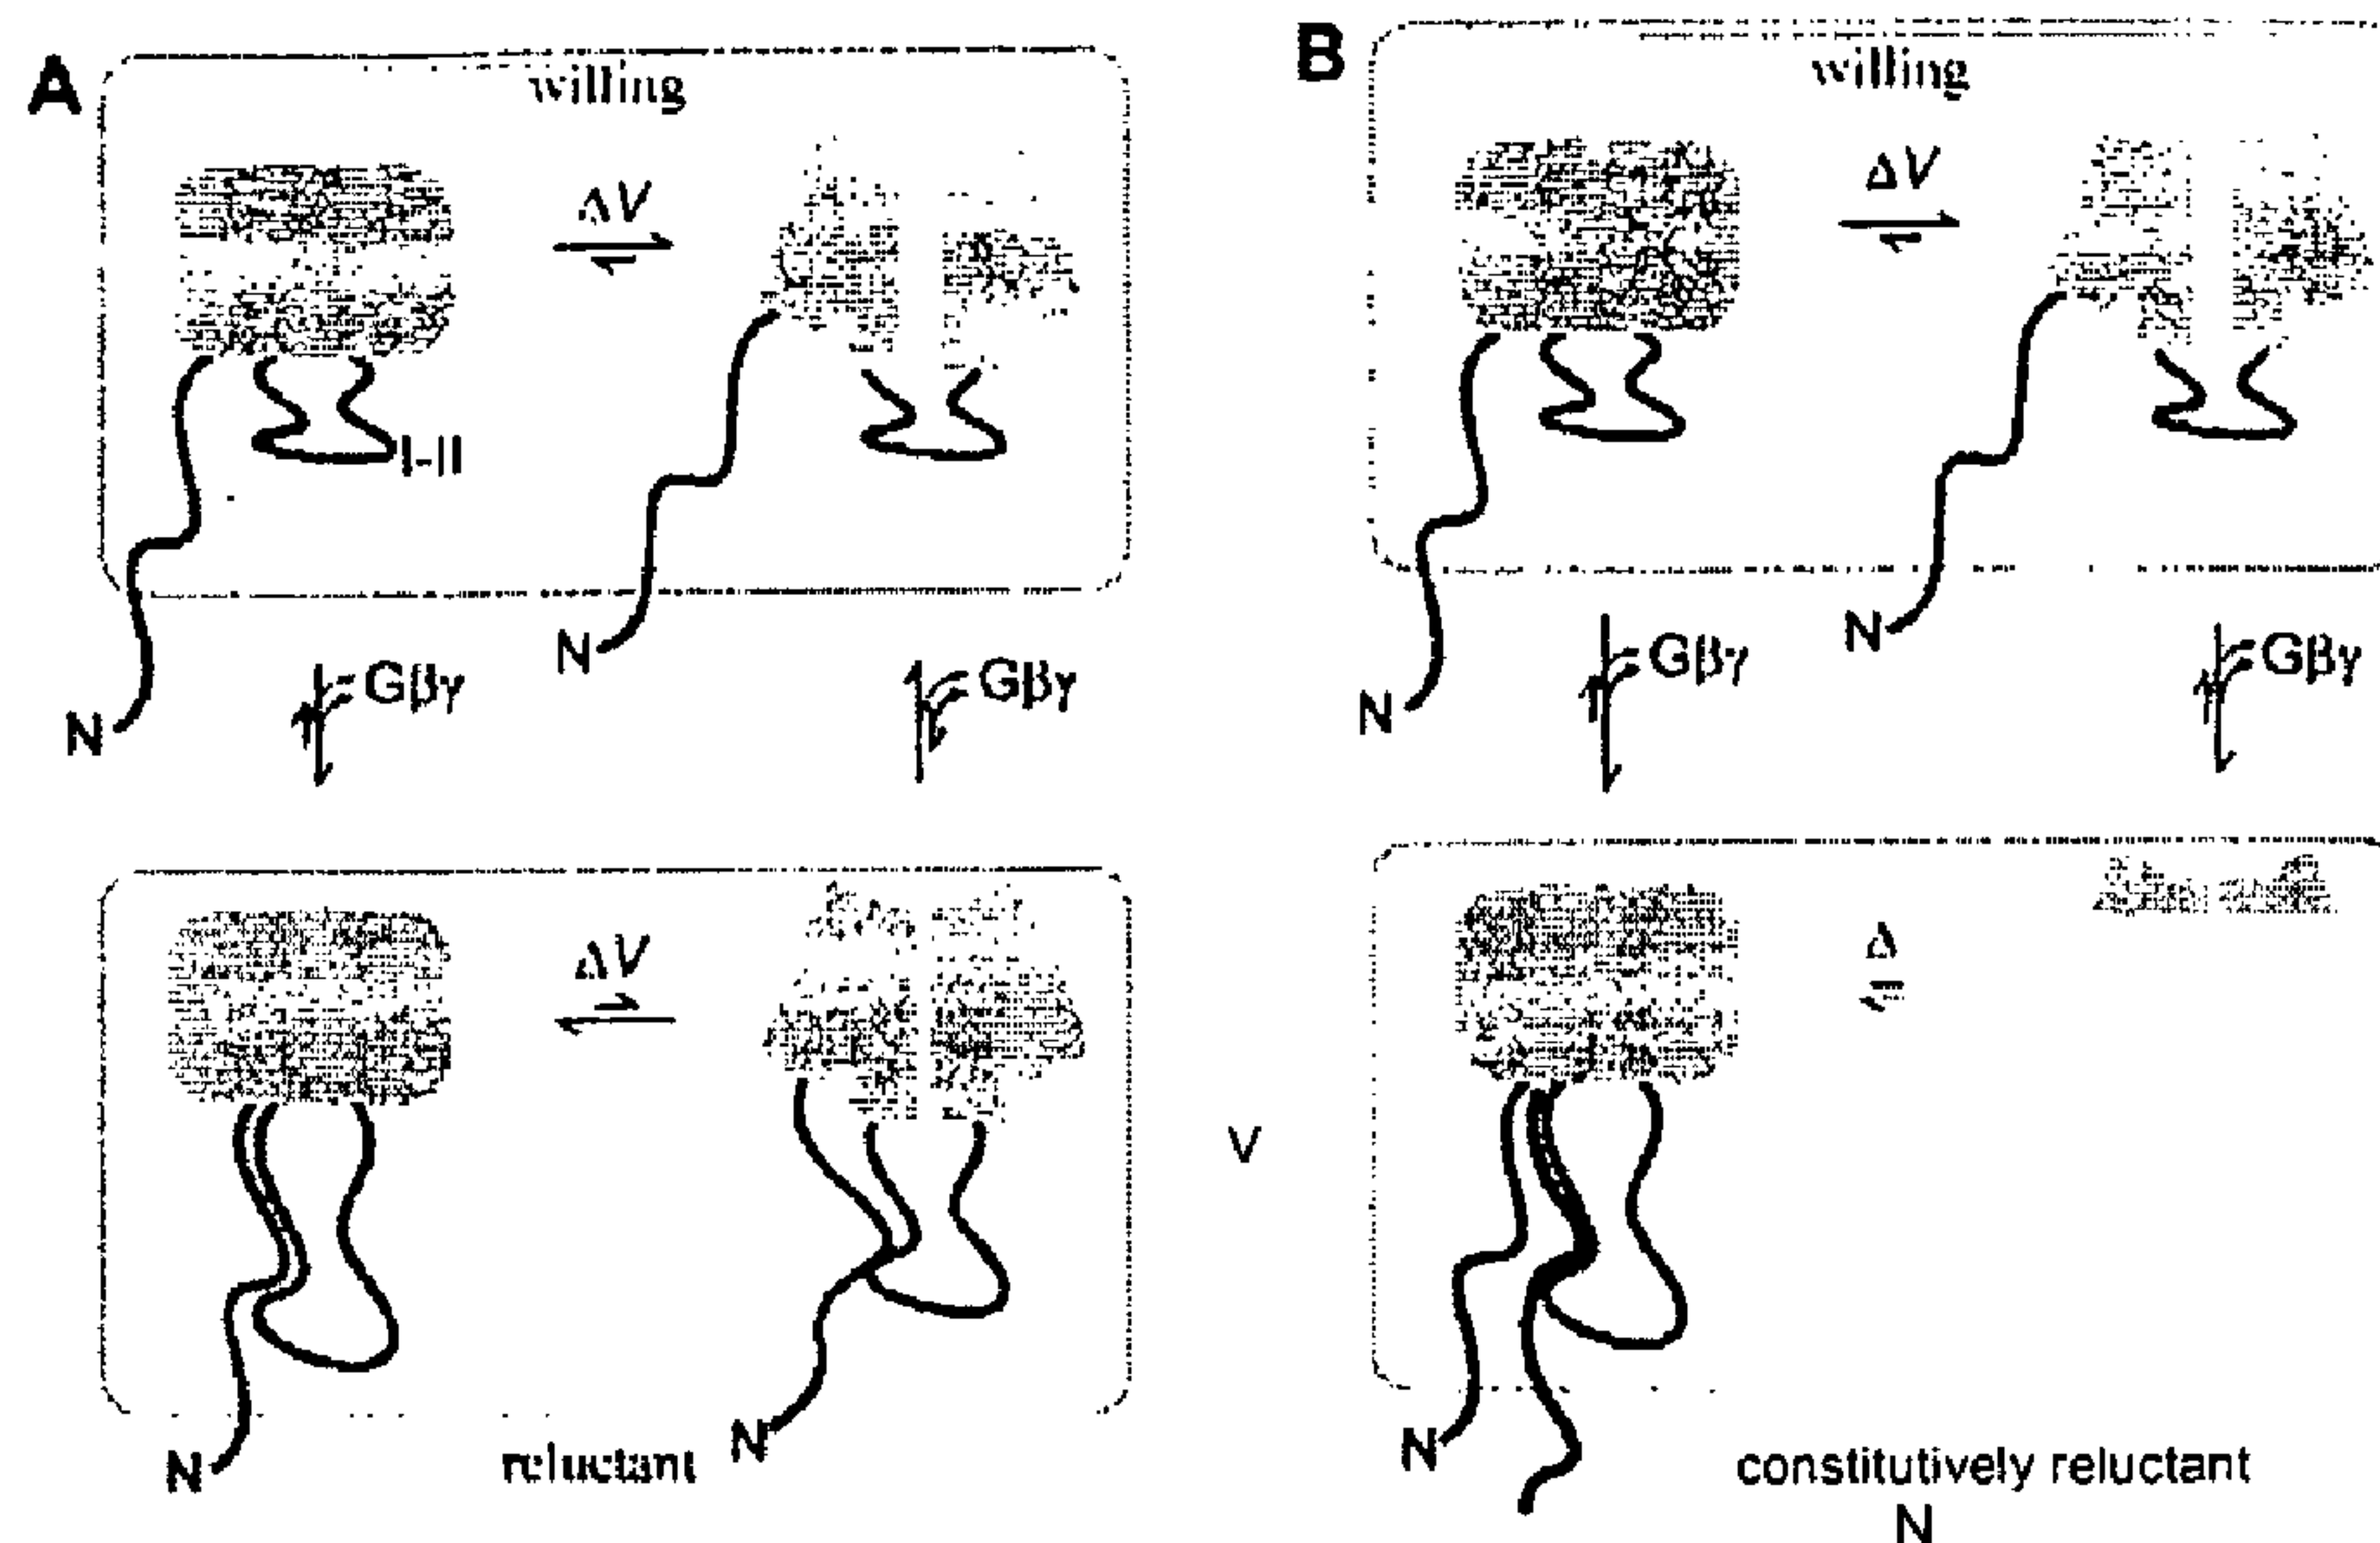 A
willing
ΔV
I-II
N
N
Gβγ
Gβγ
ΔV
N
reluctant
N
B
willing
ΔV
N
N
Gβγ
Gβγ
Δ
V
N
constitutively reluctant
N